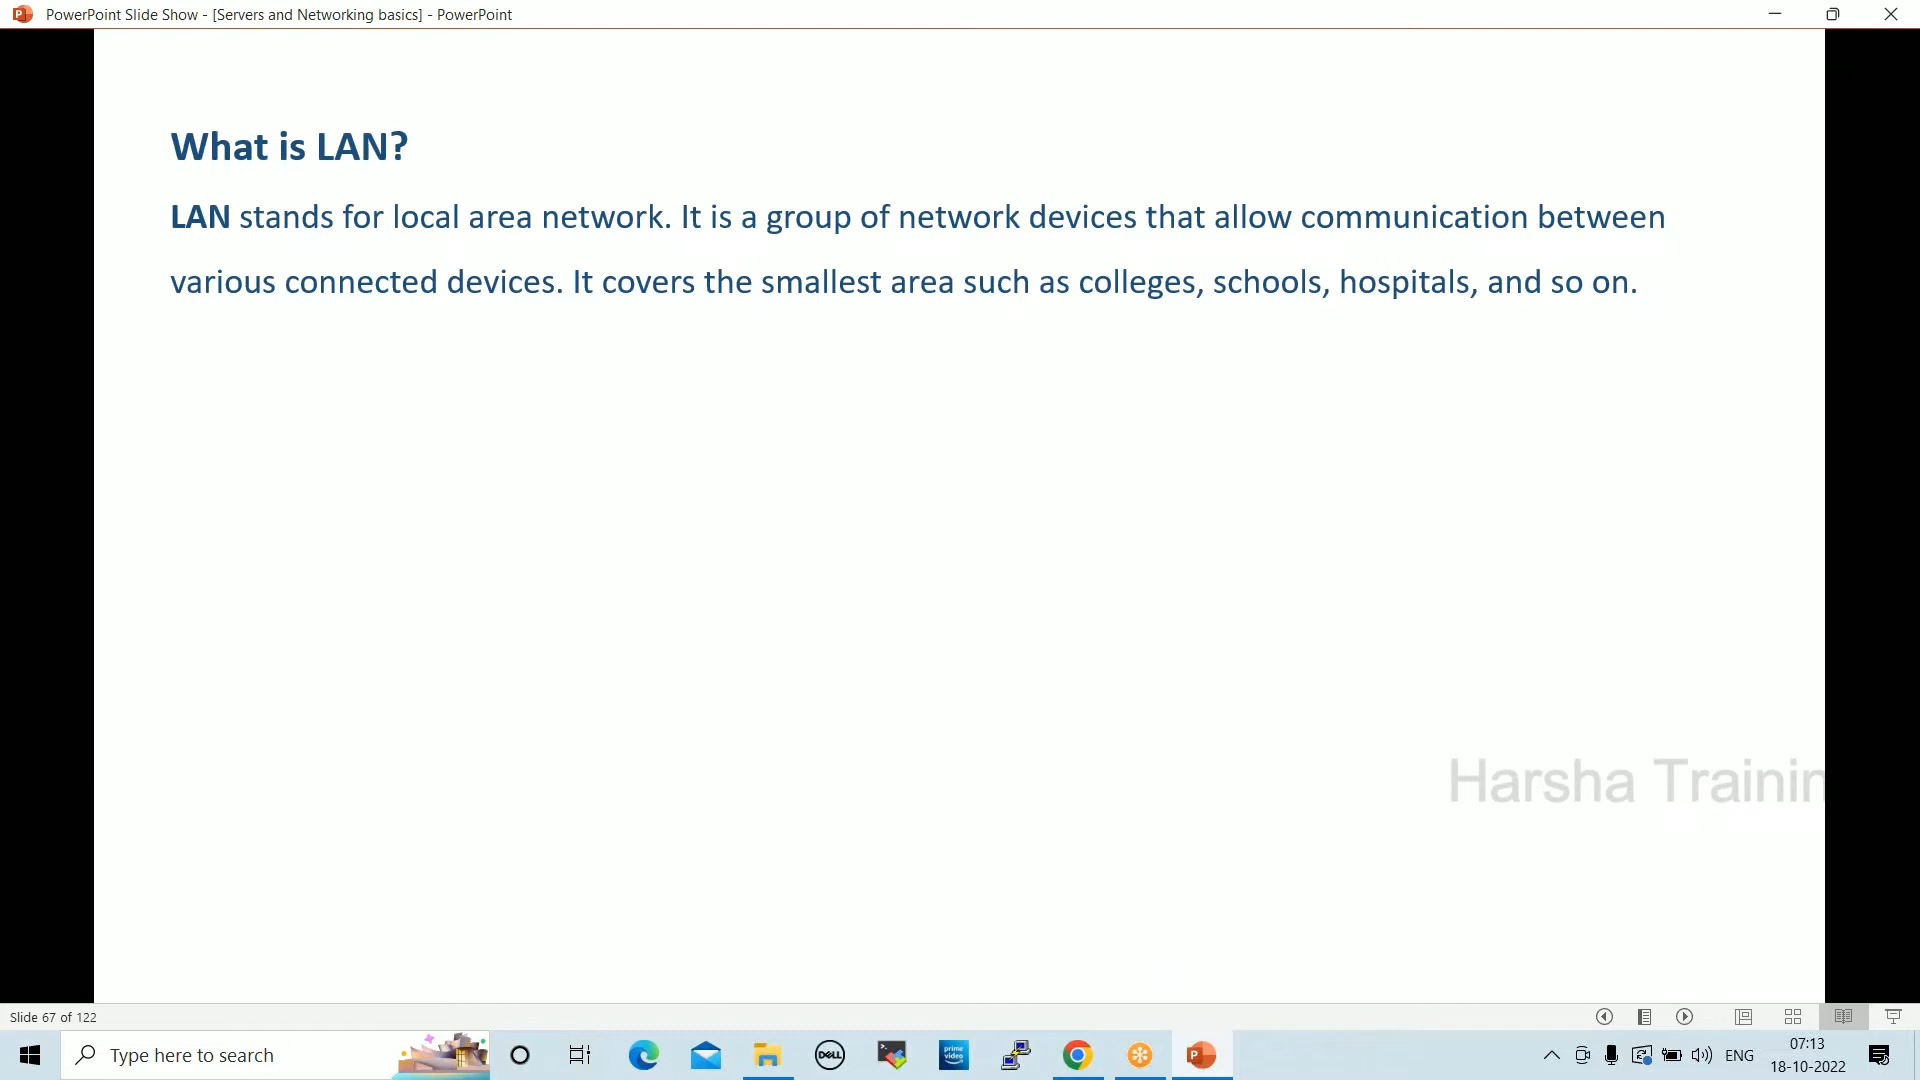 PowerPoint Slide Show - [Servers and Networking basics] - PowerPoint
What is LAN?
LAN stands for local area network. It is a group of network devices that allow communication between
various connected devices. It covers the smallest area such as colleges, schools, hospitals, and so on.
Harsha Trainin
Slide 67 of 122
Type here to search
DELL
prime video
ENG
07:13
18-10-2022